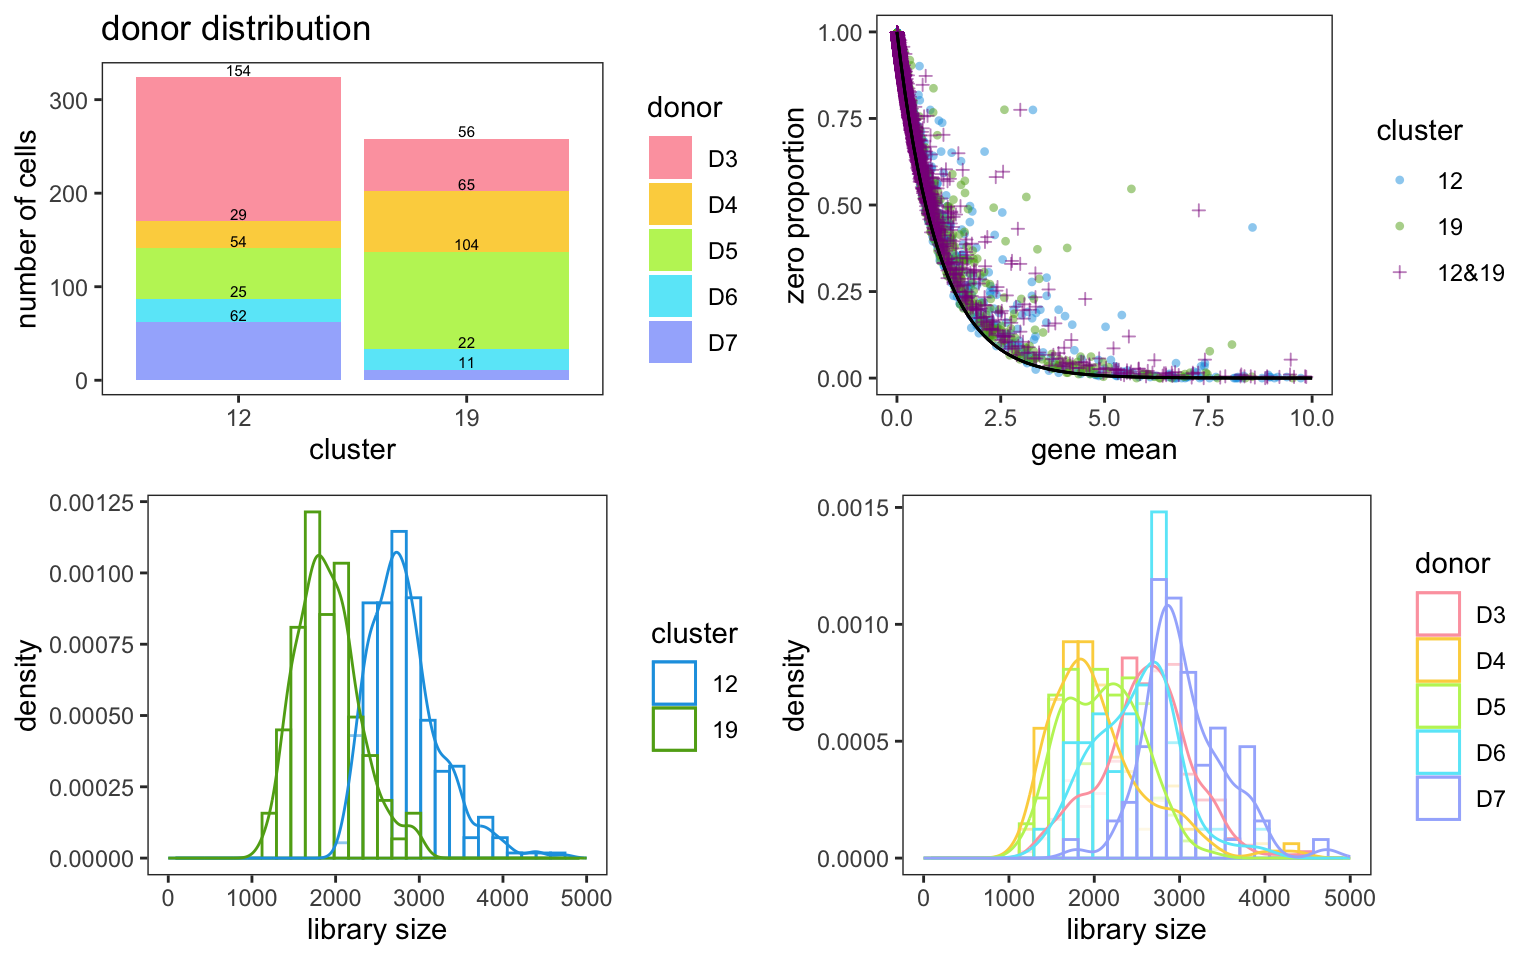 donor distribution
number of cells
300
200
100
0
154
29
54
25
62
56
65
104
22
11
12
19
cluster
donor
D3
D4
D5
D6
D7
zero proportion
1.00
0.75
0.50
0.25
0.00
0.0
2.5
5.0
7.5
10.0
gene mean
cluster
12
19
12&19
density
0.00125
0.00100
0.00075
0.00050
0.00025
0.00000
0
1000
2000
3000
4000
5000
library size
cluster
12
19
density
0.0015
0.0010
0.0005
0.0000
0
1000
2000
3000
4000
5000
library size
donor
D3
D4
D5
D6
D7